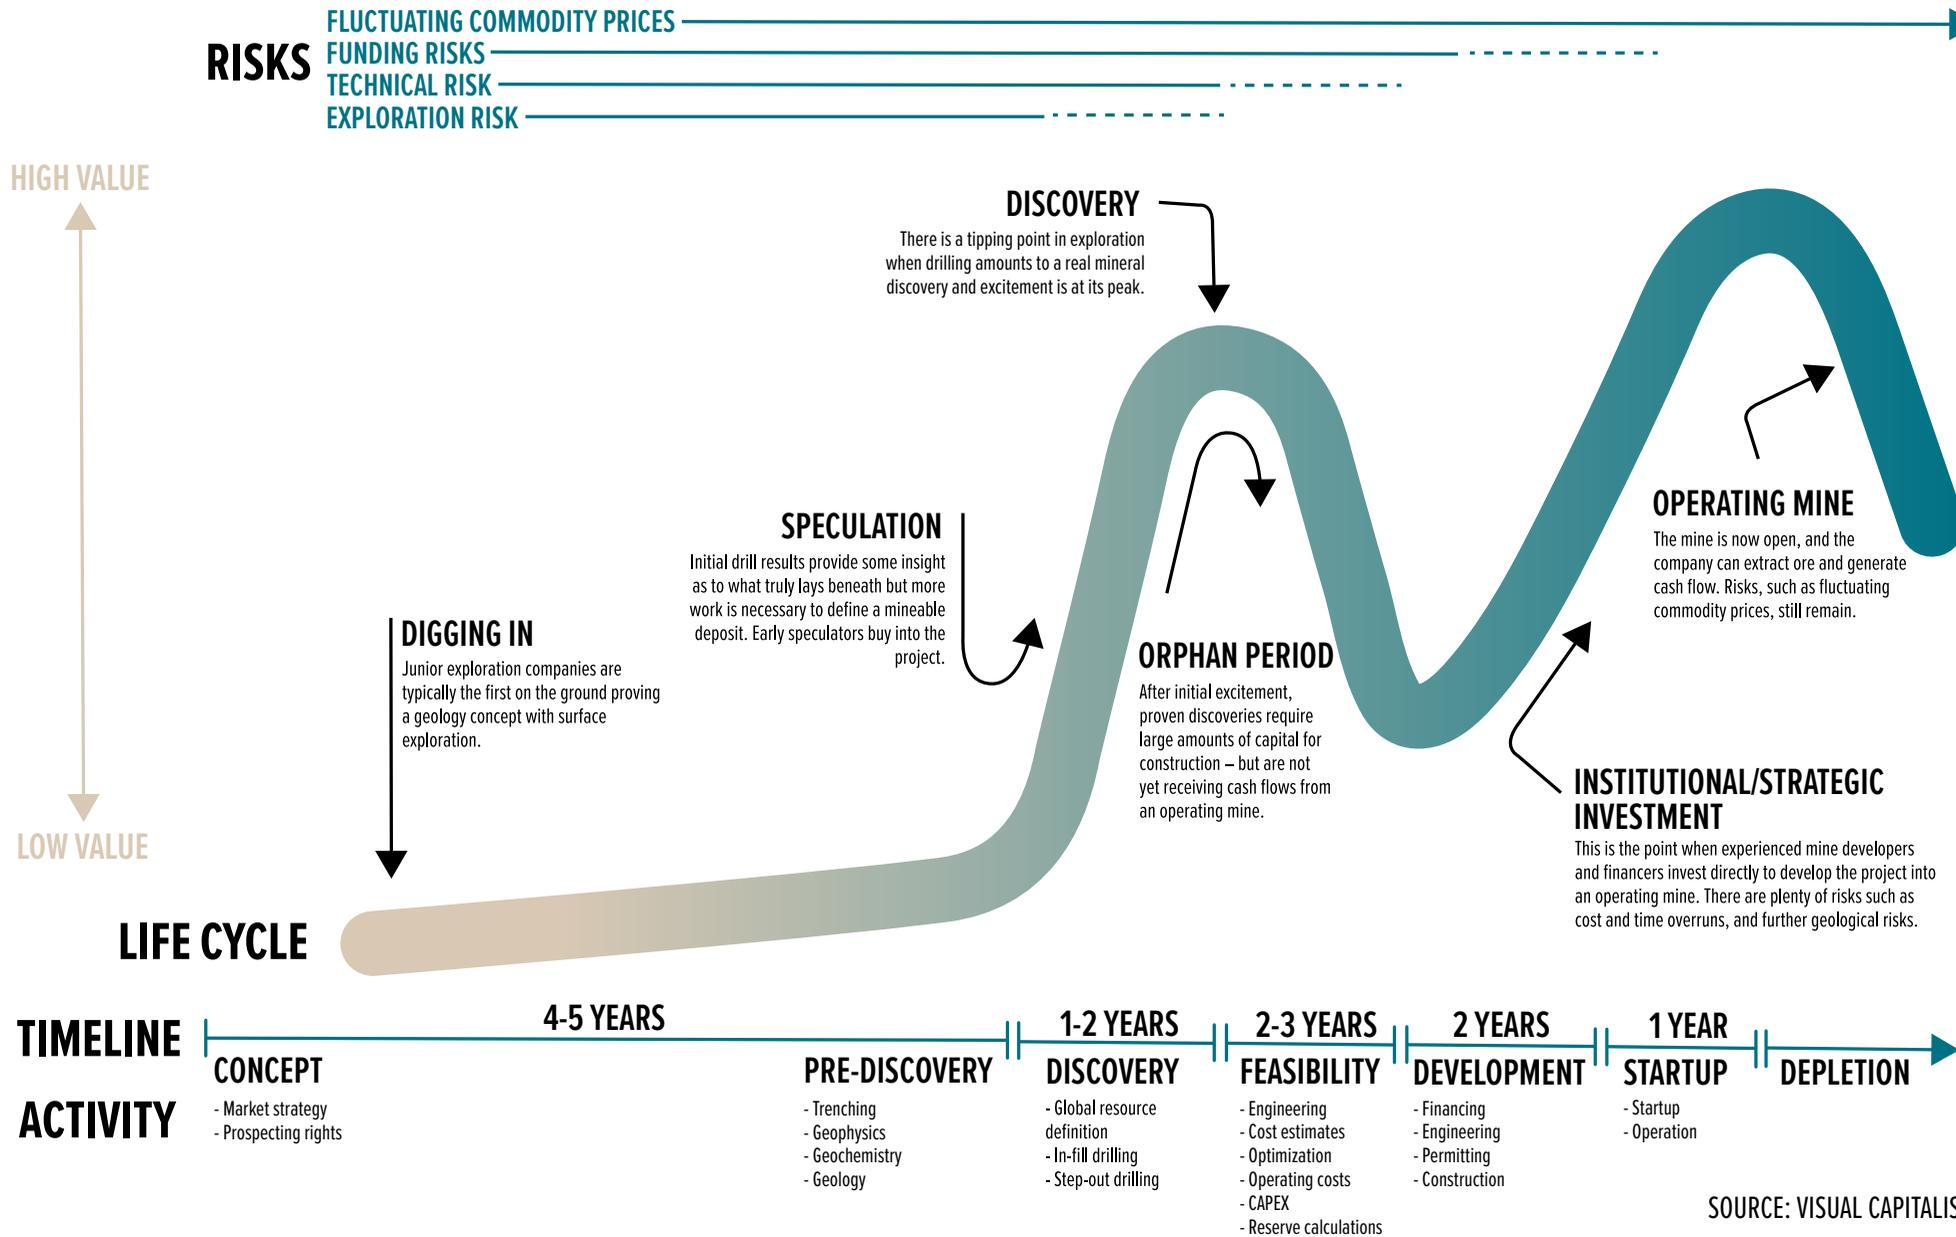 RISKS
FLUCTUATING COMMODITY PRICES
FUNDING RISKS
TECHNICAL RISK
EXPLORATION RISK
HIGH VALUE
LOW VALUE
DISCOVERY
There is a tipping point in exploration
when drilling amounts to a real mineral
discovery and excitement is at its peak.
SPECULATION
Initial drill results provide some insight
as to what truly lays beneath but more
work is necessary to define a mineable
deposit. Early speculators buy into the
project.
DIGGING IN
Junior exploration companies are
typically the first on the ground proving
a geology concept with surface
exploration.
ORPHAN PERIOD
After initial excitement,
proven discoveries require
large amounts of capital for
construction – but are not
yet receiving cash flows from
an operating mine.
OPERATING MINE
The mine is now open, and the
company can extract ore and generate
cash flow. Risks, such as fluctuating
commodity prices, still remain.
INSTITUTIONAL/STRATEGIC
INVESTMENT
This is the point when experienced mine developers
and financers invest directly to develop the project into
an operating mine. There are plenty of risks such as
cost and time overruns, and further geological risks.
LIFE CYCLE
TIMELINE
4-5 YEARS
1-2 YEARS
2-3 YEARS
2 YEARS
1 YEAR
ACTIVITY
CONCEPT
- Market strategy
- Prospecting rights
PRE-DISCOVERY
- Trenching
- Geophysics
- Geochemistry
- Geology
DISCOVERY
- Global resource
definition
- In-fill drilling
- Step-out drilling
FEASIBILITY
- Engineering
- Cost estimates
- Optimization
- Operating costs
- CAPEX
- Reserve calculations
DEVELOPMENT
- Financing
- Engineering
- Permitting
- Construction
STARTUP
- Startup
- Operation
DEPLETION
SOURCE: VISUAL CAPITALIS